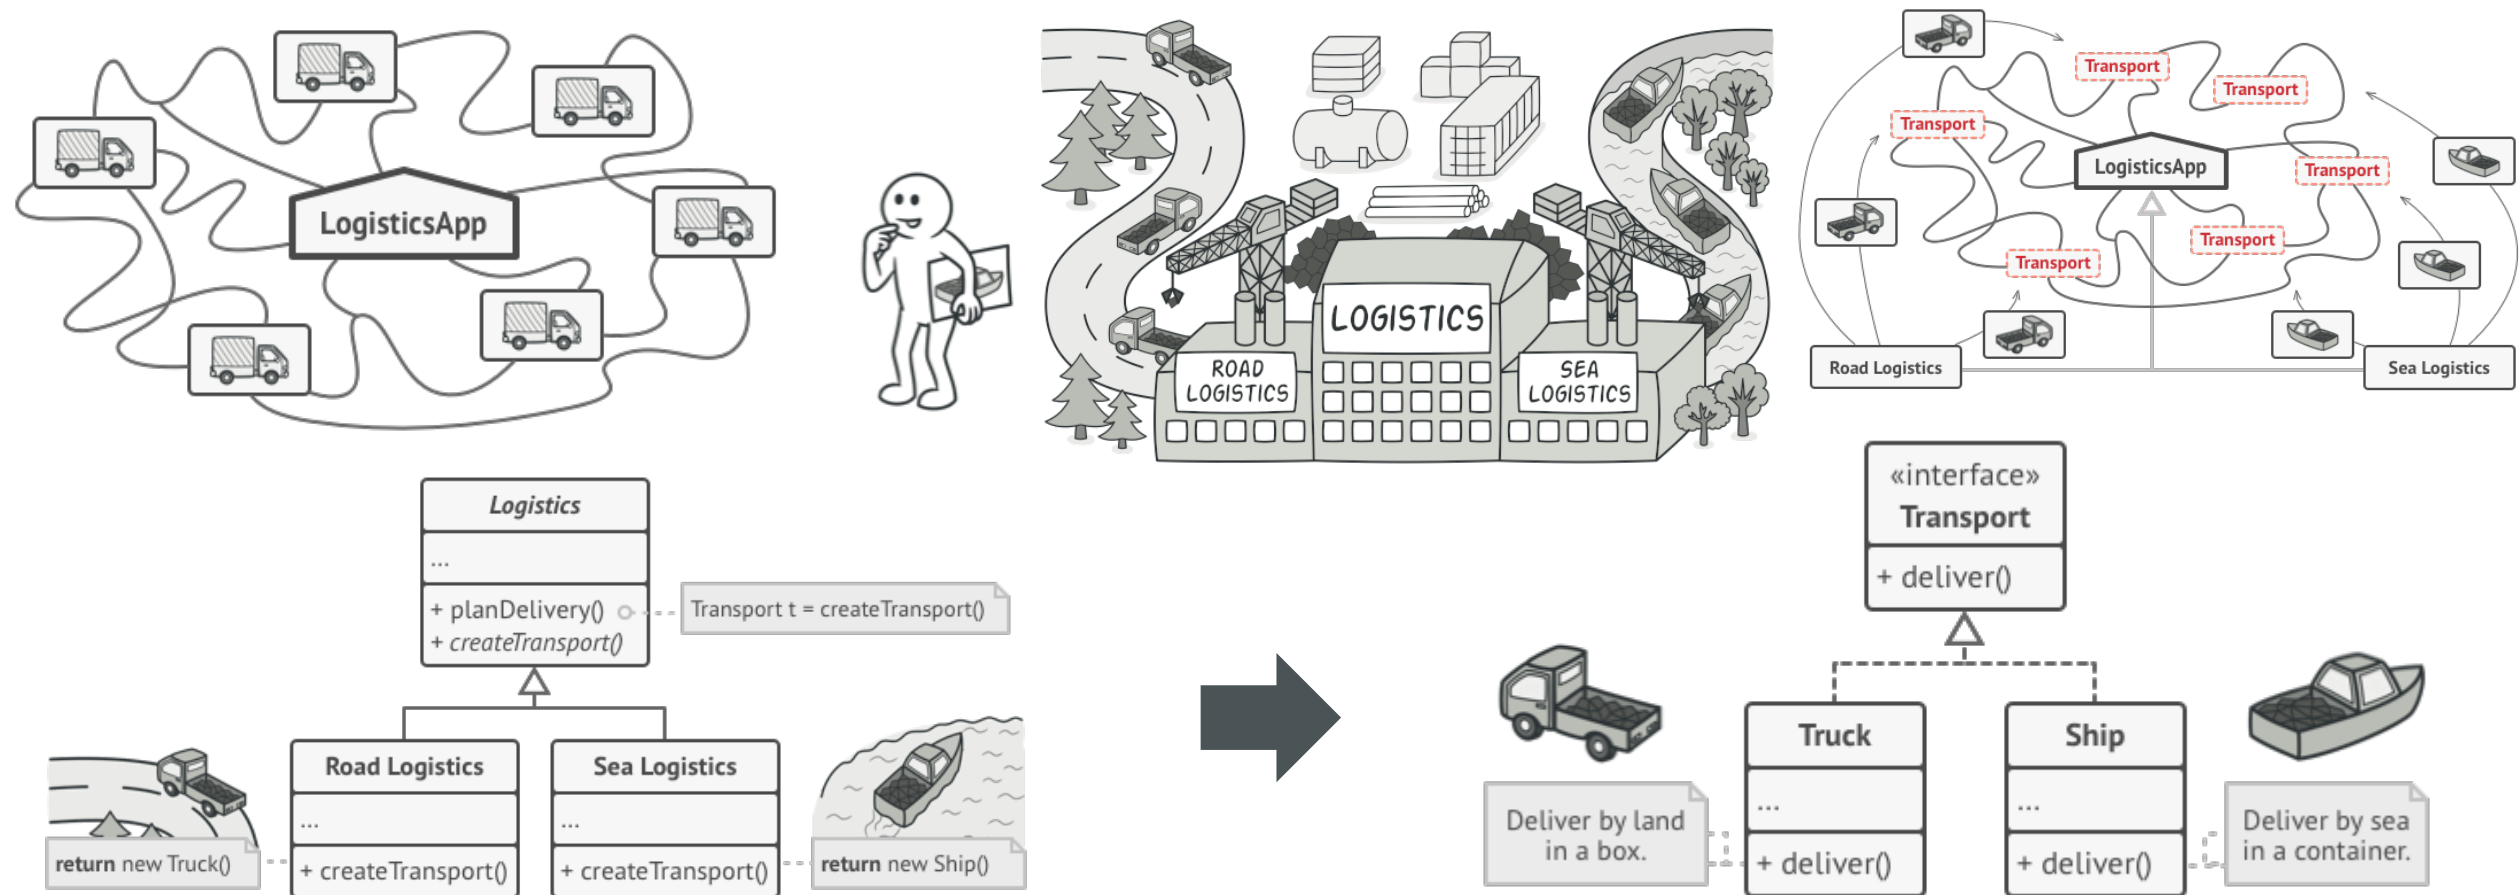 LogisticsApp
LOGISTICS
ROAD
LOGISTICS
SEA
LOGISTICS
Transport
Transport
Transport
LogisticsApp
Transport
Transport
Transport
Road Logistics
Sea Logistics
Logistics
...
+ planDelivery()
+ createTransport()
Transport t = createTransport()
Road Logistics
...
+ createTransport()
return new Truck()
Sea Logistics
...
+ createTransport()
return new Ship()
«interface»
Transport
+ deliver()
Truck
...
+ deliver()
Deliver by land
in a box.
Ship
...
+ deliver()
Deliver by sea
in a container.